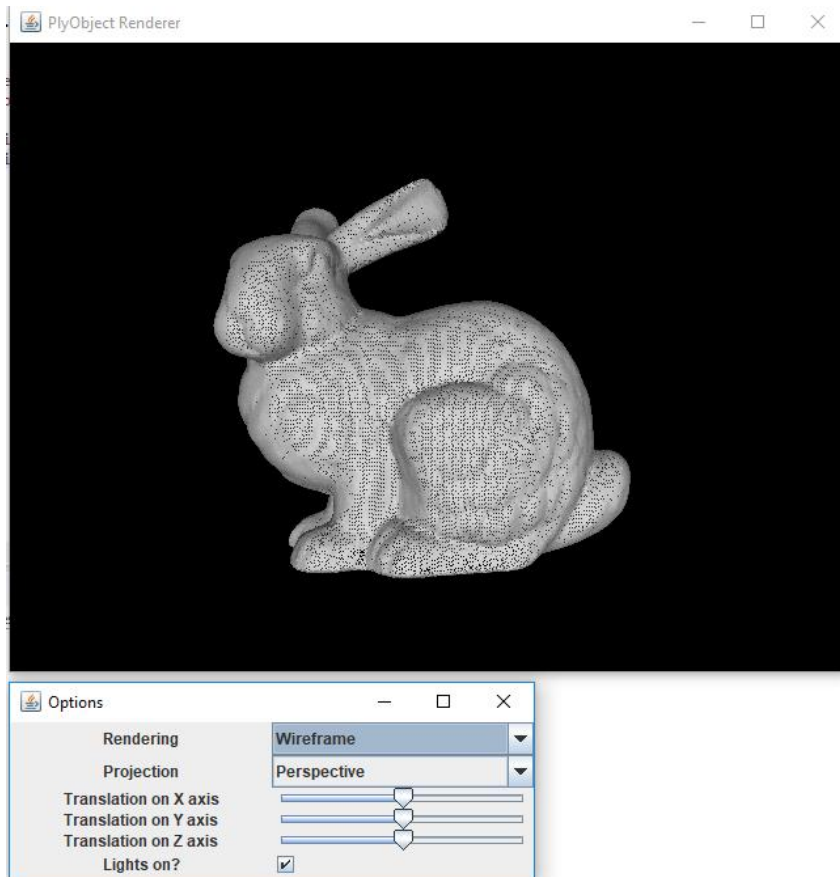 PlyObject Renderer
Options
Rendering Wireframe
Projection Perspective
Translation on X axis
Translation on Y axis
Translation on Z axis
Lights on?